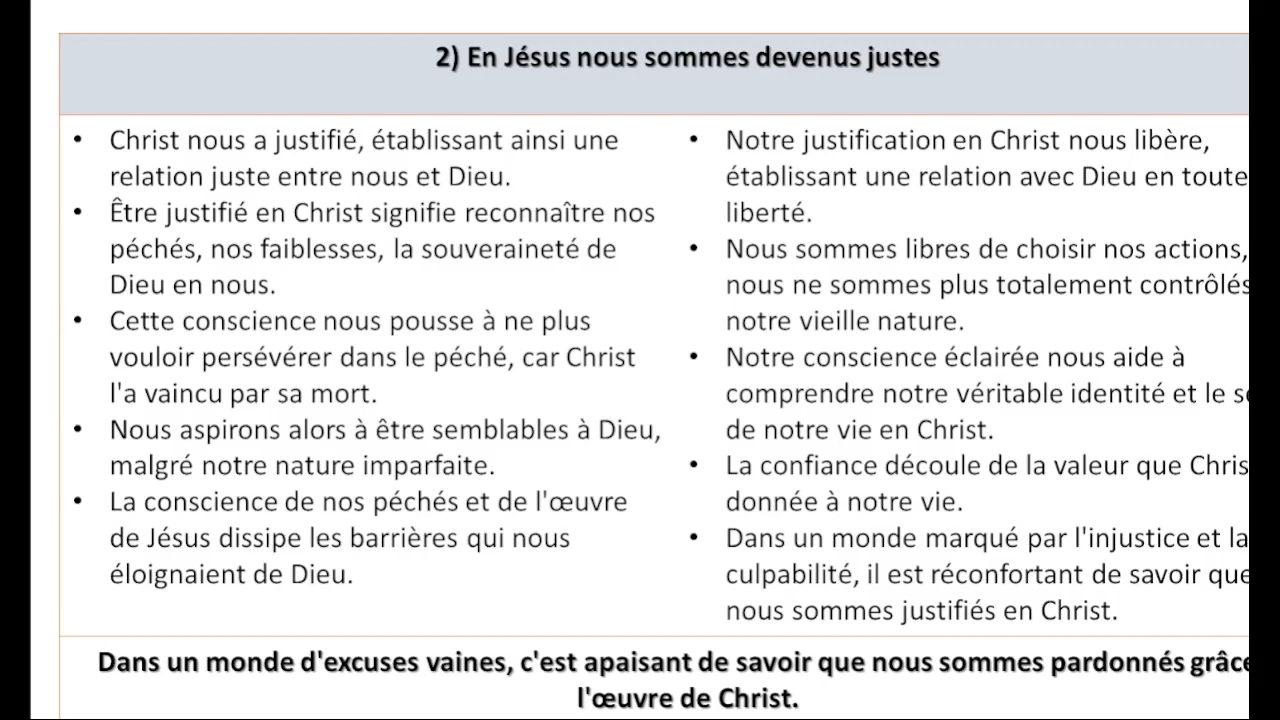 2) En Jésus nous sommes devenus justes
• Christ nous a justifié, établissant ainsi une
relation juste entre nous et Dieu.
• Être justifié en Christ signifie reconnaître nos
péchés, nos faiblesses, la souveraineté de
Dieu en nous.
• Cette conscience nous pousse à ne plus
vouloir persévérer dans le péché, car Christ
l'a vaincu par sa mort.
• Nous aspirons alors à être semblables à Dieu,
malgré notre nature imparfaite.
• La conscience de nos péchés et de l'œuvre
de Jésus dissipe les barrières qui nous
éloignaient de Dieu.
• Notre justification en Christ nous libère,
établissant une relation avec Dieu en toute
liberté.
• Nous sommes libres de choisir nos actions,
nous ne sommes plus totalement contrôlés
notre vieille nature.
• Notre conscience éclairée nous aide à
comprendre notre véritable identité et le
de notre vie en Christ.
• La confiance découle de la valeur que
donnée à notre vie.
• Dans un monde marqué par l'injustice et la
culpabilité, il est réconfortant de savoir que
nous sommes justifiés en Christ.
Dans un monde d'excuses vaines, c'est apaisant de savoir que nous sommes pardonnés grâce
l'œuvre de Christ.